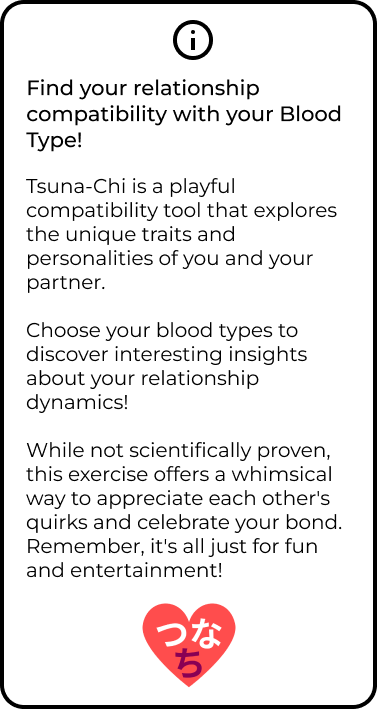 Find your relationship
compatibility with your Blood
Type!
Tsuna-Chi is a playful
compatibility tool that explores
the unique traits and
personalities of you and your
partner.
Choose your blood types to
discover interesting insights
about your relationship
dynamics!
While not scientifically proven,
this exercise offers a whimsical
way to appreciate each other's
quirks and celebrate your bond.
Remember, it's all just for fun
and entertainment!
つな
ち